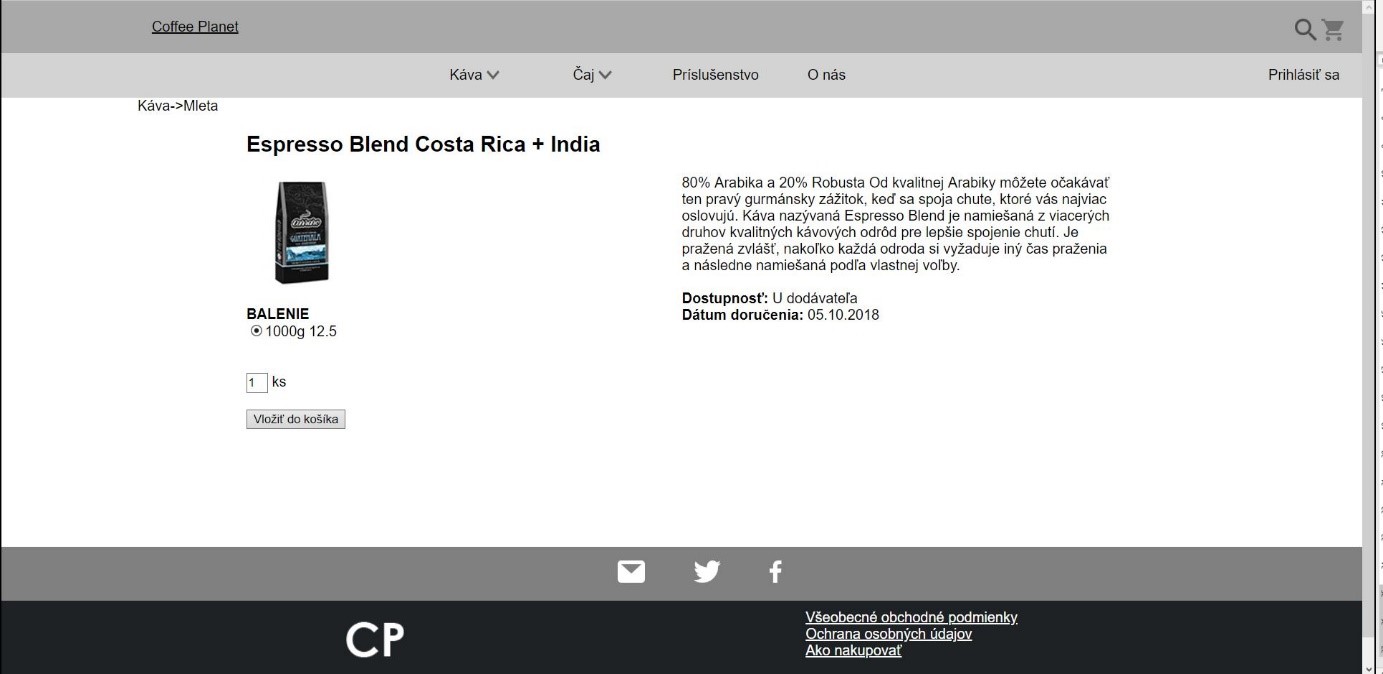 Coffee Planet
Káva
Čaj
Príslušenstvo
O nás
Prihlásiť sa
Káva->Mleta
Espresso Blend Costa Rica + India
GUATEMALA
80% Arabika a 20% Robusta Od kvalitnej Arabiky môžete očakávať
ten pravý gurmánsky zážitok, keď sa spoja chute, ktoré vás najviac
oslovujú. Káva nazývaná Espresso Blend je namiešaná z viacerých
druhov kvalitných kávových odrôd pre lepšie spojenie chutí. Je
pražená zvlášť, nakoľko každá odroda si vyžaduje iný čas praženia
a následne namiešaná podľa vlastnej voľby.
Dostupnosť: U dodávateľa
Dátum doručenia: 05.10.2018
BALENIE
1000g 12.5
1 ks
Vložiť do košíka
CP
Všeobecné obchodné podmienky
Ochrana osobných údajov
Ako nakupovať